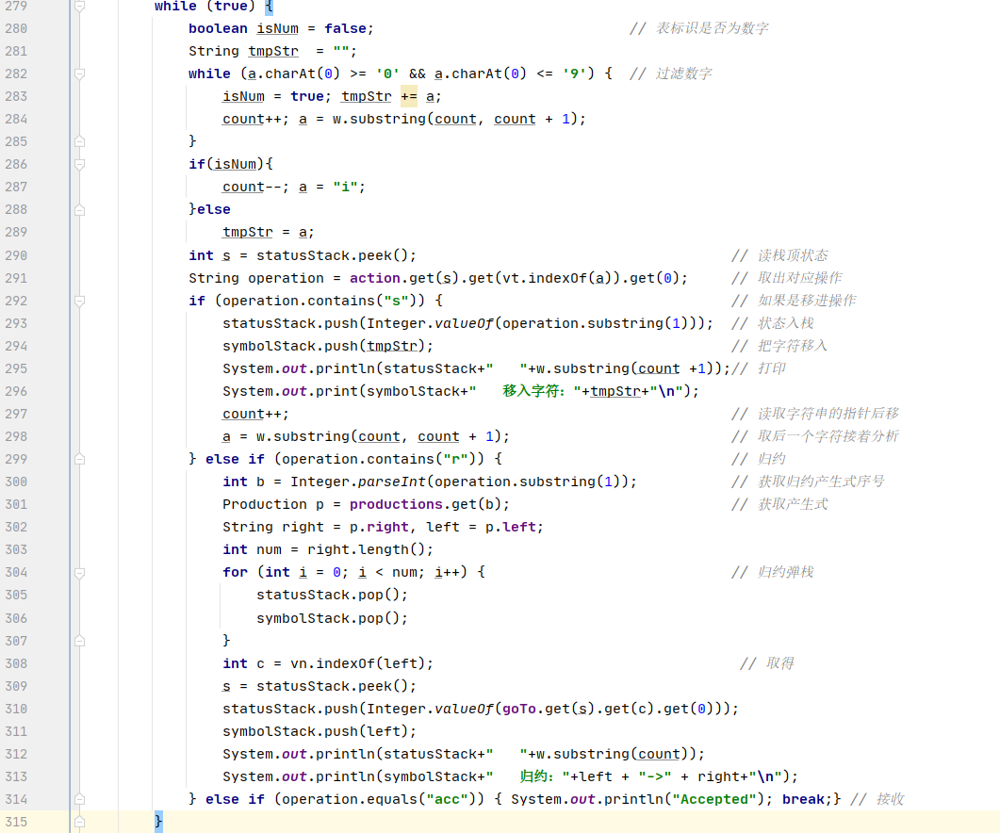 279 while (true) {
280 boolean isNum = false; // 表标识是否为数字
281 String tmpStr = "";
282 while (a.charAt(0) >= '0' && a.charAt(0) <= '9') { // 过滤数字
283 isNum = true; tmpStr += a;
284 count++; a = w.substring(count, count + 1);
285 }
286 if(isNum){
287 count--; a = "i";
288 }else
289 tmpStr = a;
290 int s = statusStack.peek(); // 读栈顶状态
291 String operation = action.get(s).get(vt.indexOf(a)).get(0); // 取出对应操作
292 if (operation.contains("s")) { // 如果是移进操作
293 statusStack.push(Integer.valueOf(operation.substring(1))); // 状态入栈
294 symbolStack.push(tmpStr); // 把字符移入
295 System.out.println(statusStack+"   "+w.substring(count +1));// 打印
296 System.out.print(symbolStack+"   移入字符: "+tmpStr+"\n");
297 count++; // 读取字符串的指针后移
298 a = w.substring(count, count + 1); // 取后一个字符接着分析
299 } else if (operation.contains("r")) { // 归约
300 int b = Integer.parseInt(operation.substring(1)); // 获取归约产生式序号
301 Production p = productions.get(b); // 获取产生式
302 String right = p.right, left = p.left;
303 int num = right.length();
304 for (int i = 0; i < num; i++) { // 归约弹栈
305 statusStack.pop();
306 symbolStack.pop();
307 }
308 int c = vn.indexOf(left); // 取得
309 s = statusStack.peek();
310 statusStack.push(Integer.valueOf(goTo.get(s).get(c).get(0)));
311 symbolStack.push(left);
312 System.out.println(statusStack+"   "+w.substring(count));
313 System.out.println(symbolStack+"   归约: "+left + "->" + right+"\n");
314 } else if (operation.equals("acc")) { System.out.println("Accepted"); break;} // 接收
315 }